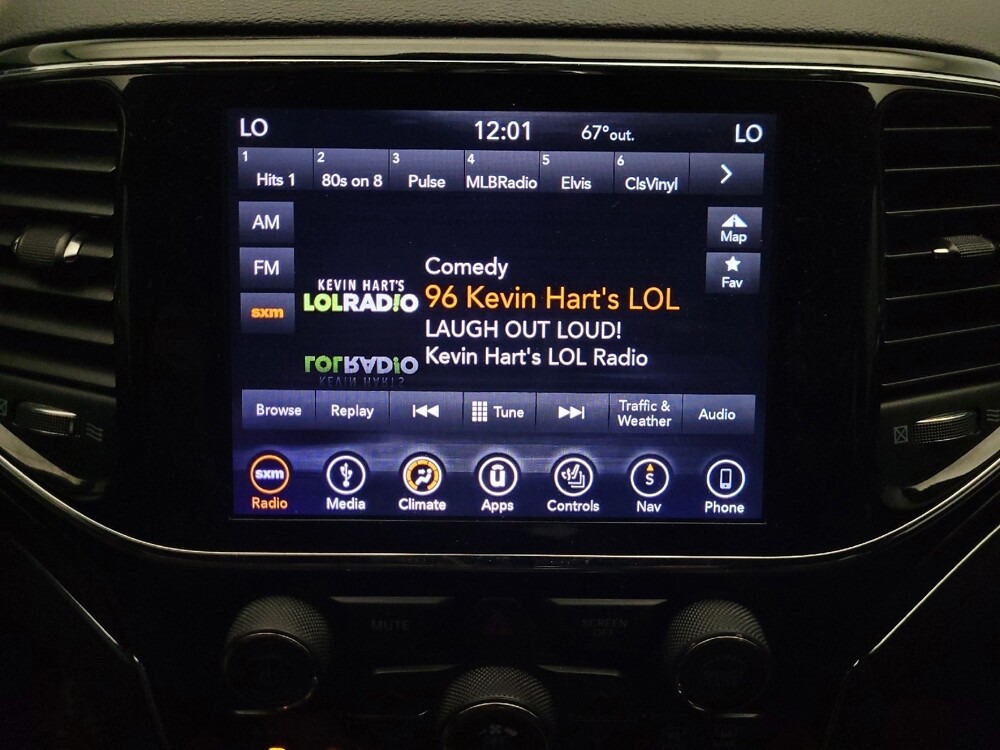 LO 12:01 67°out. LO
1 2 3 4 5 6
Hits 1 80s on 8 Pulse MLBRadio Elvis ClsVinyl
AM
FM
sxm
Map
Fav
KEVIN HART'S
LOLRADIO
Comedy
96 Kevin Hart's LOL
LAUGH OUT LOUD!
Kevin Hart's LOL Radio
Browse Replay Tune Traffic & Weather Audio
sxm S
Radio Media Climate Apps Controls Nav Phone
MUTE SCREEN
OFF